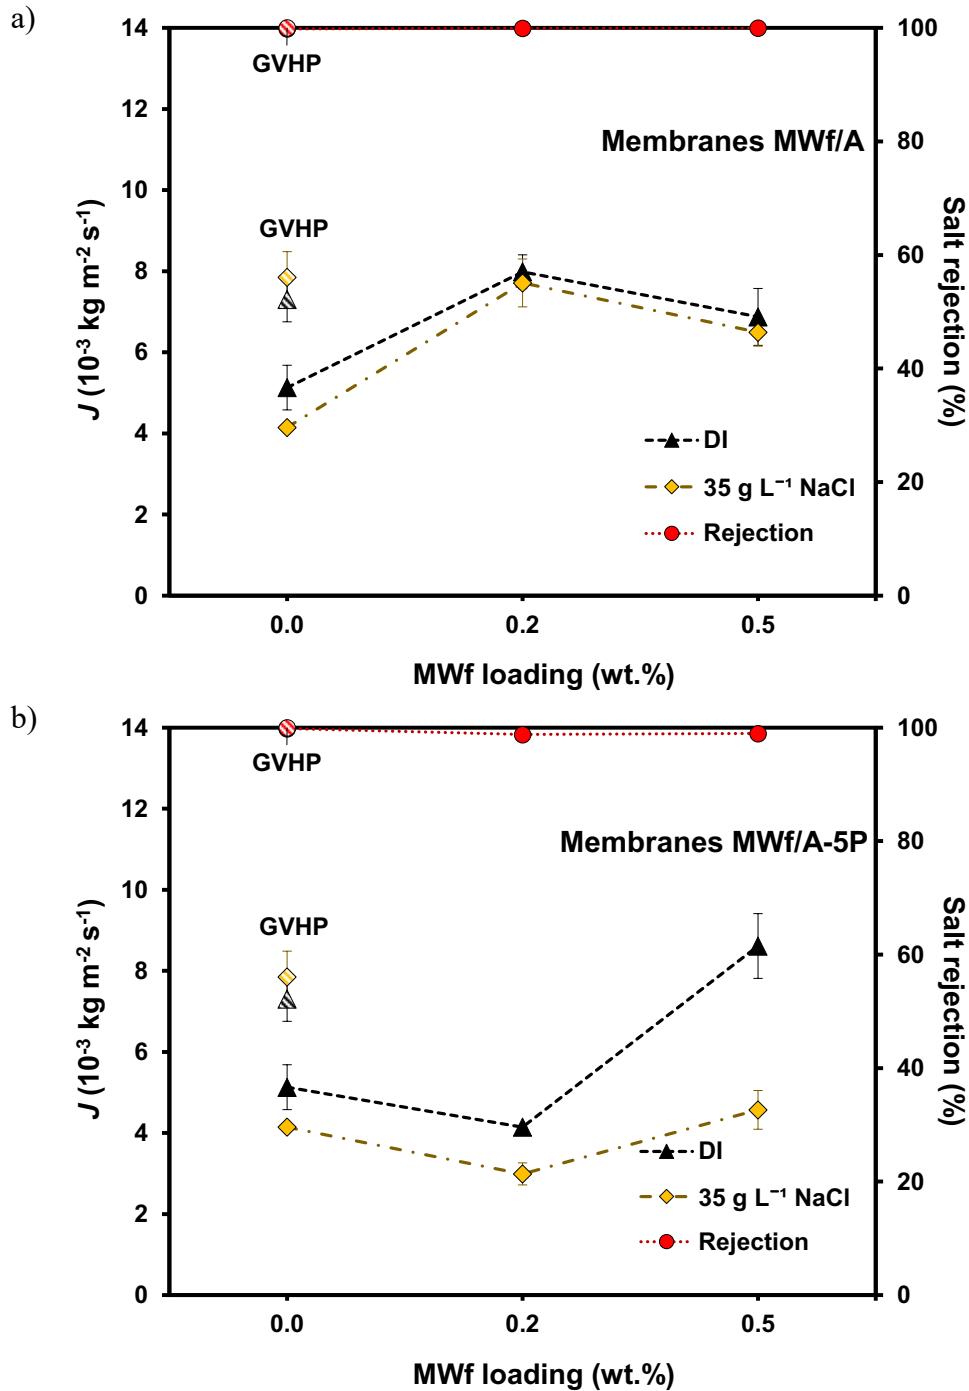 a)
14
100
GVHP
12
Membranes MWf/A
80
10
GVHP
8
60
J (10⁻³ kg m⁻² s⁻¹)
Salt rejection (%)
6
40
4
DI
35 g L⁻¹ NaCl
20
2
Rejection
0
0
0.0 0.2 0.5
MWf loading (wt.%)
b)
14
100
GVHP
12
Membranes MWf/A-5P
80
10
GVHP
8
60
J (10⁻³ kg m⁻² s⁻¹)
Salt rejection (%)
6
40
4
DI
35 g L⁻¹ NaCl
20
2
Rejection
0
0
0.0 0.2 0.5
MWf loading (wt.%)